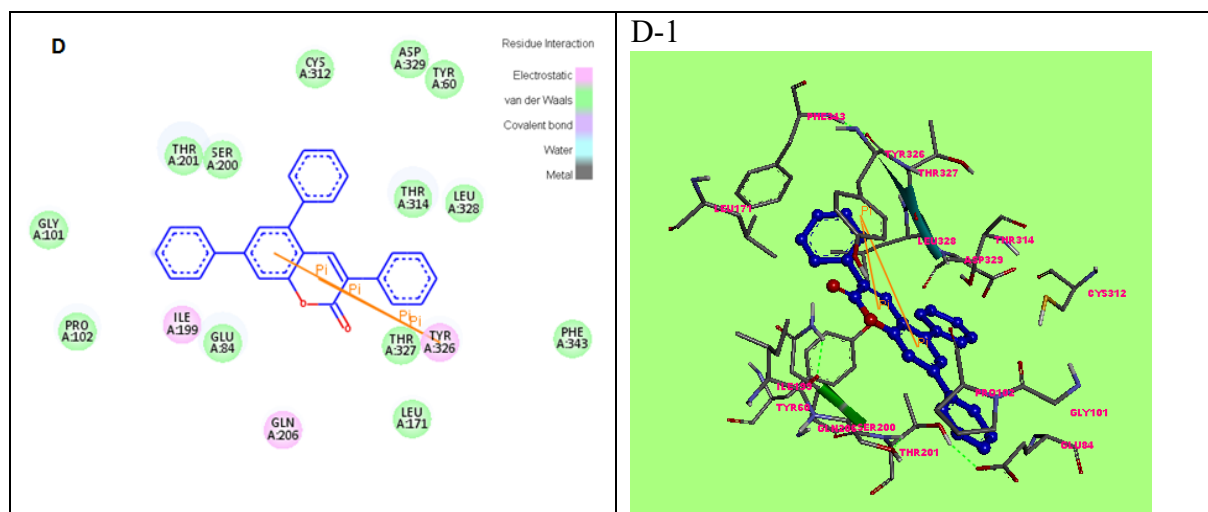 D
Residue Interaction
Electrostatic
van der Waals
Covalent bond
Water
Metal
CYS
A:312
ASP
A:329
TYR
A:60
THR
A:201
SER
A:200
THR
A:314
LEU
A:328
GLY
A:101
Pi
Pi
O
O
Pi
Pi
PRO
A:102
ILE
A:199
GLU
A:84
THR
A:327
TYR
A:326
PHE
A:343
LEU
A:171
GLN
A:206
D-1
PHE343
TYR326
THR327
LEU171
Pi
LEU328
THR314
ASP329
CYS312
TYR60
SER200
THR201
GLY101
GLU84